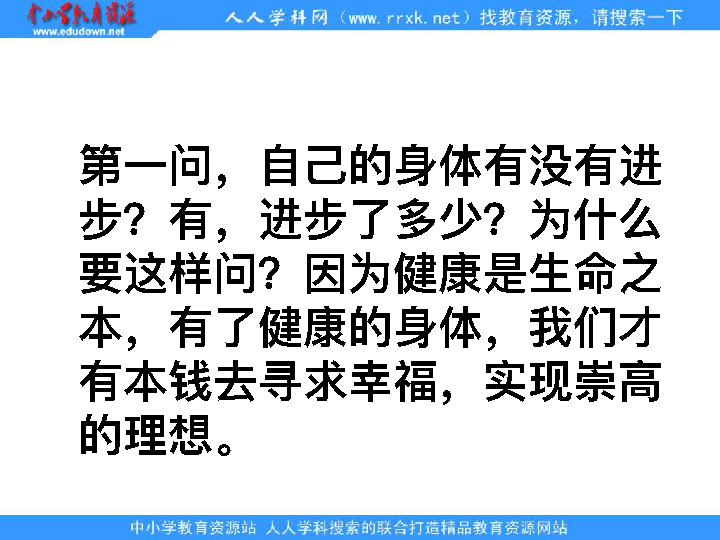 中小学教育资源
www.edudown.net
人人学科网（www.rrxk.net）找教育资源，请搜索一下
第一问，自己的身体有没有进
步？有，进步了多少？为什么
要这样问？因为健康是生命之
本，有了健康的身体，我们才
有本钱去寻求幸福，实现崇高
的理想。
中小学教育资源站 人人学科搜索的联合打造精品教育资源网站